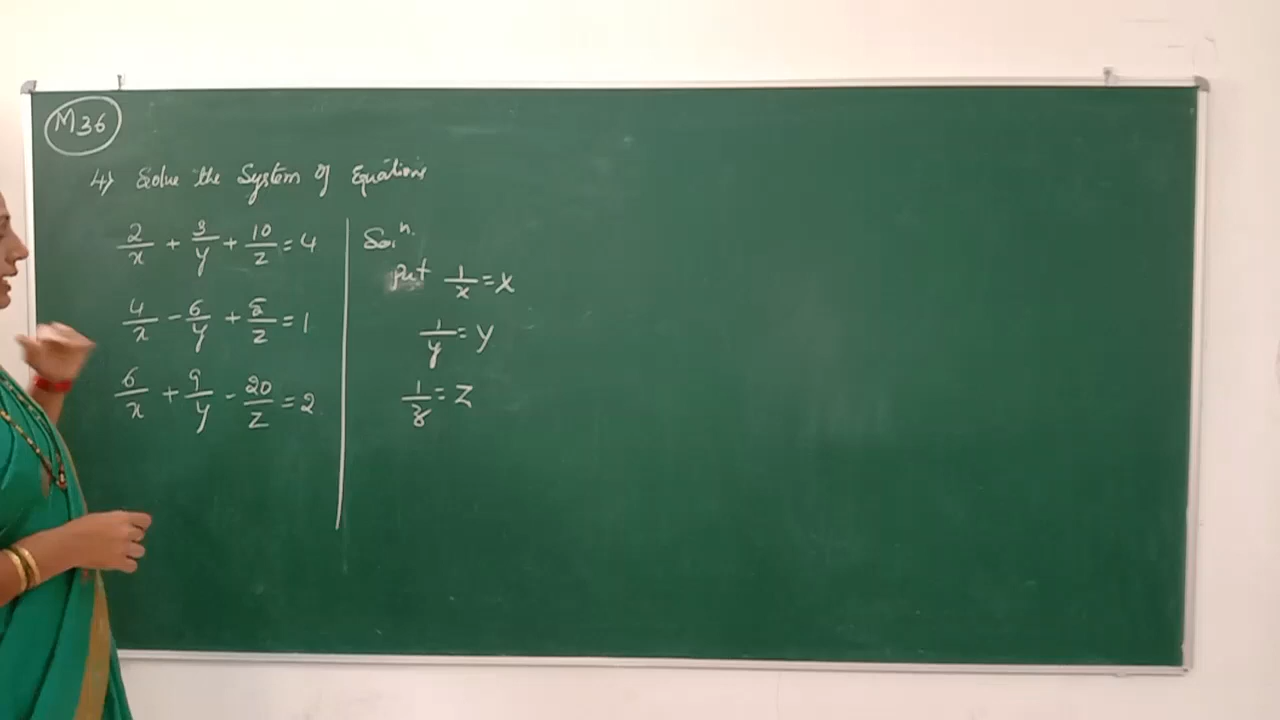 M36
4) Solve the System of Equations
2/x + 3/y + 10/z = 4
4/x - 6/y + 5/z = 1
6/x + 9/y - 20/z = 2
Soln.
put 1/x = X
1/y = Y
1/z = Z